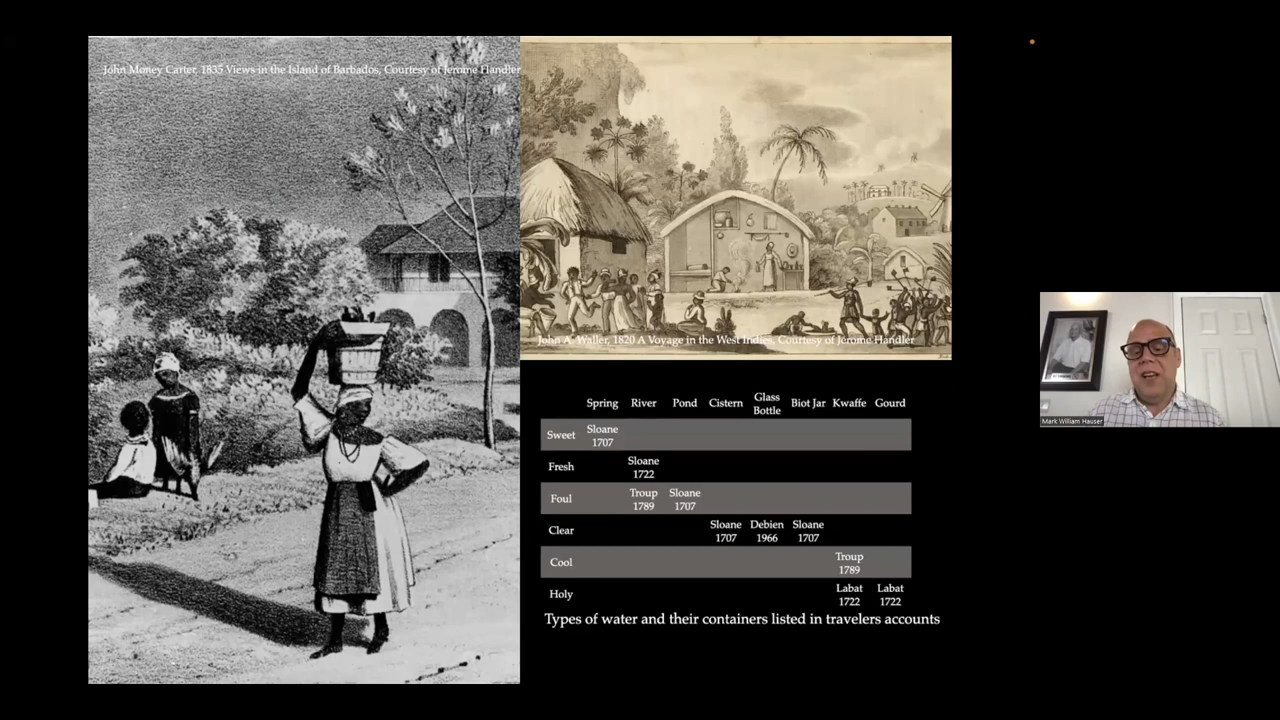 John Money Carter, 1835 Views in the Island of Barbados, Courtesy of Jerome Handler
John A. Waller, 1820 A Voyage in the West Indies, Courtesy of Jerome Handler
Spring River Pond Cistern Glass Bottle Biot Jar Kwaffe Gourd
Sweet Sloane 1707
Fresh Sloane 1722
Foul Troup 1789 Sloane 1707
Clear Sloane 1707 Debien 1966 Sloane 1707
Cool Troup 1789
Holy Labat 1722 Labat 1722
Types of water and their containers listed in travelers accounts
Mark William Hauser